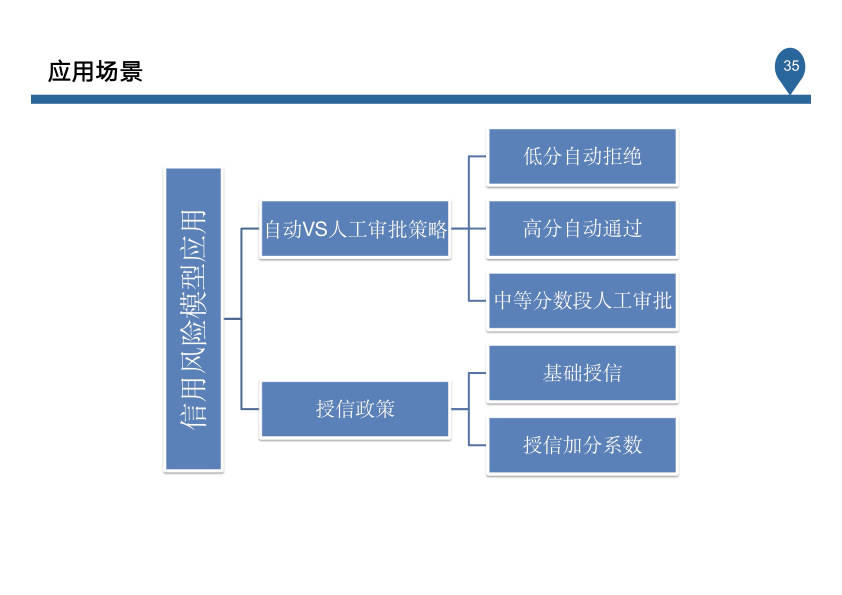 应用场景
35
信用风险模型应用
自动VS人工审批策略
低分自动拒绝
高分自动通过
中等分数段人工审批
授信政策
基础授信
授信加分系数